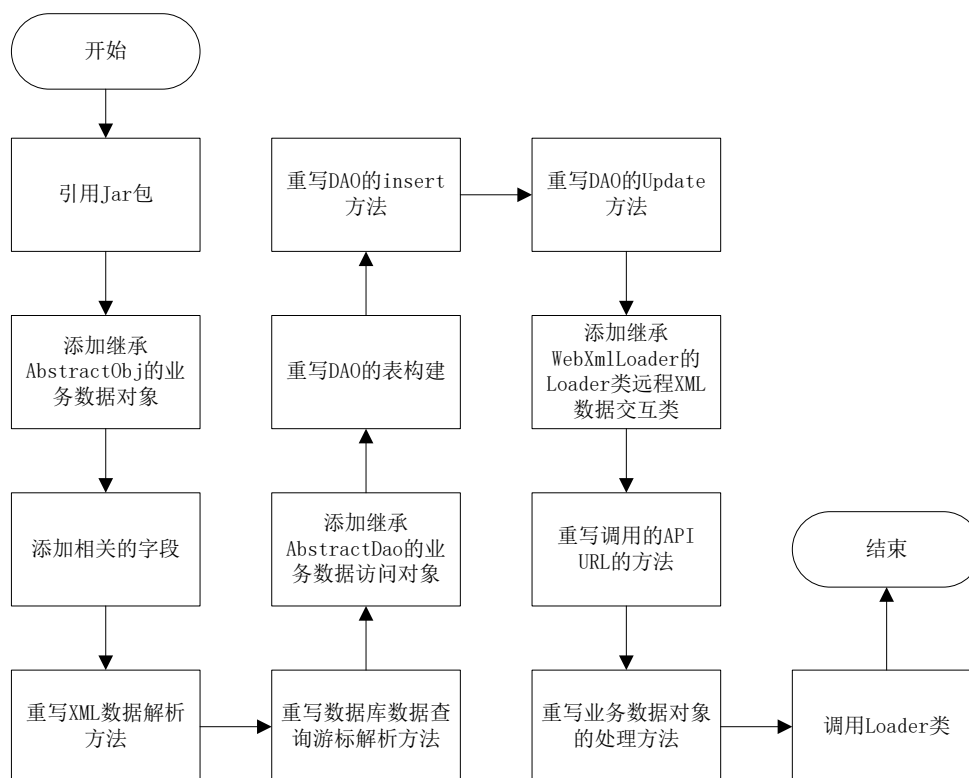 开始
引用Jar包
添加继承
AbstractObj的业
务数据对象
添加相关的字段
重写XML数据解析
方法
重写数据库数据查
询游标解析方法
添加继承
AbstractDao的业
务数据访问对象
重写DAO的表构建
重写DAO的insert
方法
重写DAO的Update
方法
添加继承
WebXmlLoader的
Loader类远程XML
数据交互类
重写调用的API
URL的方法
重写业务数据对象
的处理方法
调用Loader类
结束